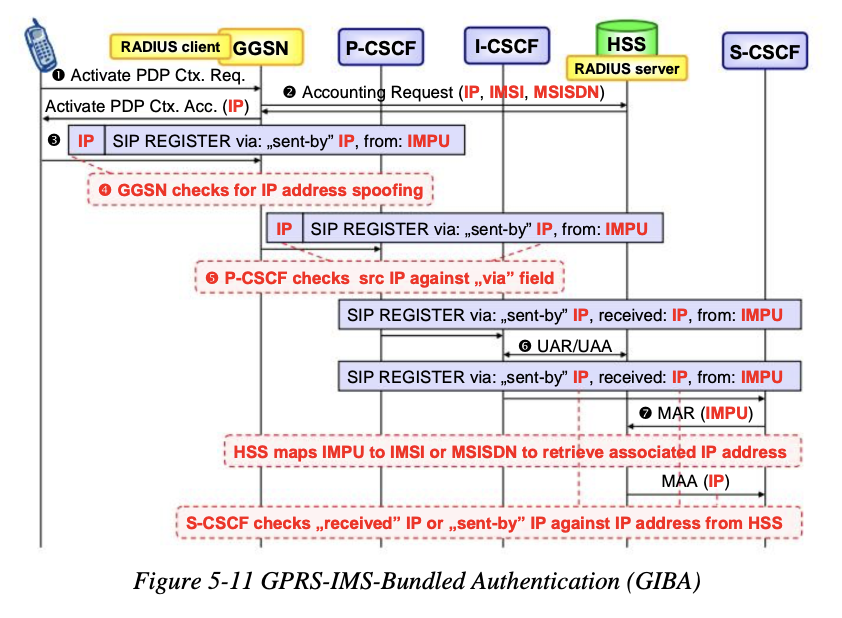 RADIUS client
GGSN
P-CSCF
I-CSCF
HSS
RADIUS server
S-CSCF
❶ Activate PDP Ctx. Req.
❷ Accounting Request (IP, IMSI, MSISDN)
Activate PDP Ctx. Acc. (IP)
❸ IP SIP REGISTER via: „sent-by” IP, from: IMPU
❹ GGSN checks for IP address spoofing
IP SIP REGISTER via: „sent-by” IP, from: IMPU
❺ P-CSCF checks src IP against „via” field
SIP REGISTER via: „sent-by” IP, received: IP, from: IMPU
❻ UAR/UAA
SIP REGISTER via: „sent-by” IP, received: IP, from: IMPU
❼ MAR (IMPU)
HSS maps IMPU to IMSI or MSISDN to retrieve associated IP address
MAA (IP)
S-CSCF checks „received” IP or „sent-by” IP against IP address from HSS
Figure 5-11 GPRS-IMS-Bundled Authentication (GIBA)